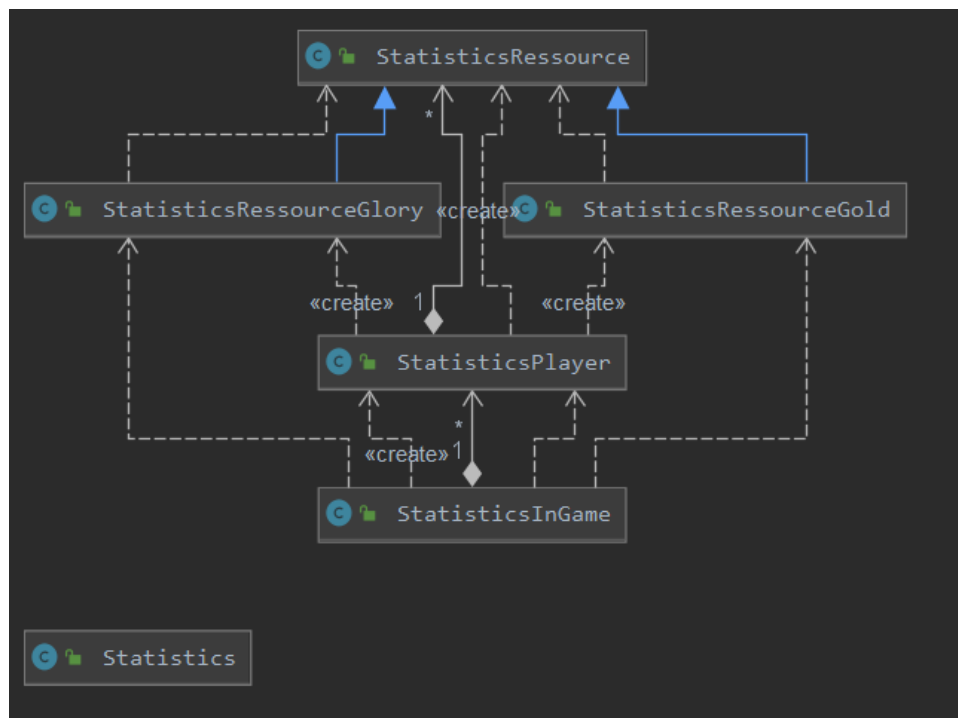 C StatisticsRessource
*
C StatisticsRessourceGlory «create» C StatisticsRessourceGold
«create» 1 «create»
C StatisticsPlayer
*
«create» 1
C StatisticsInGame
C Statistics